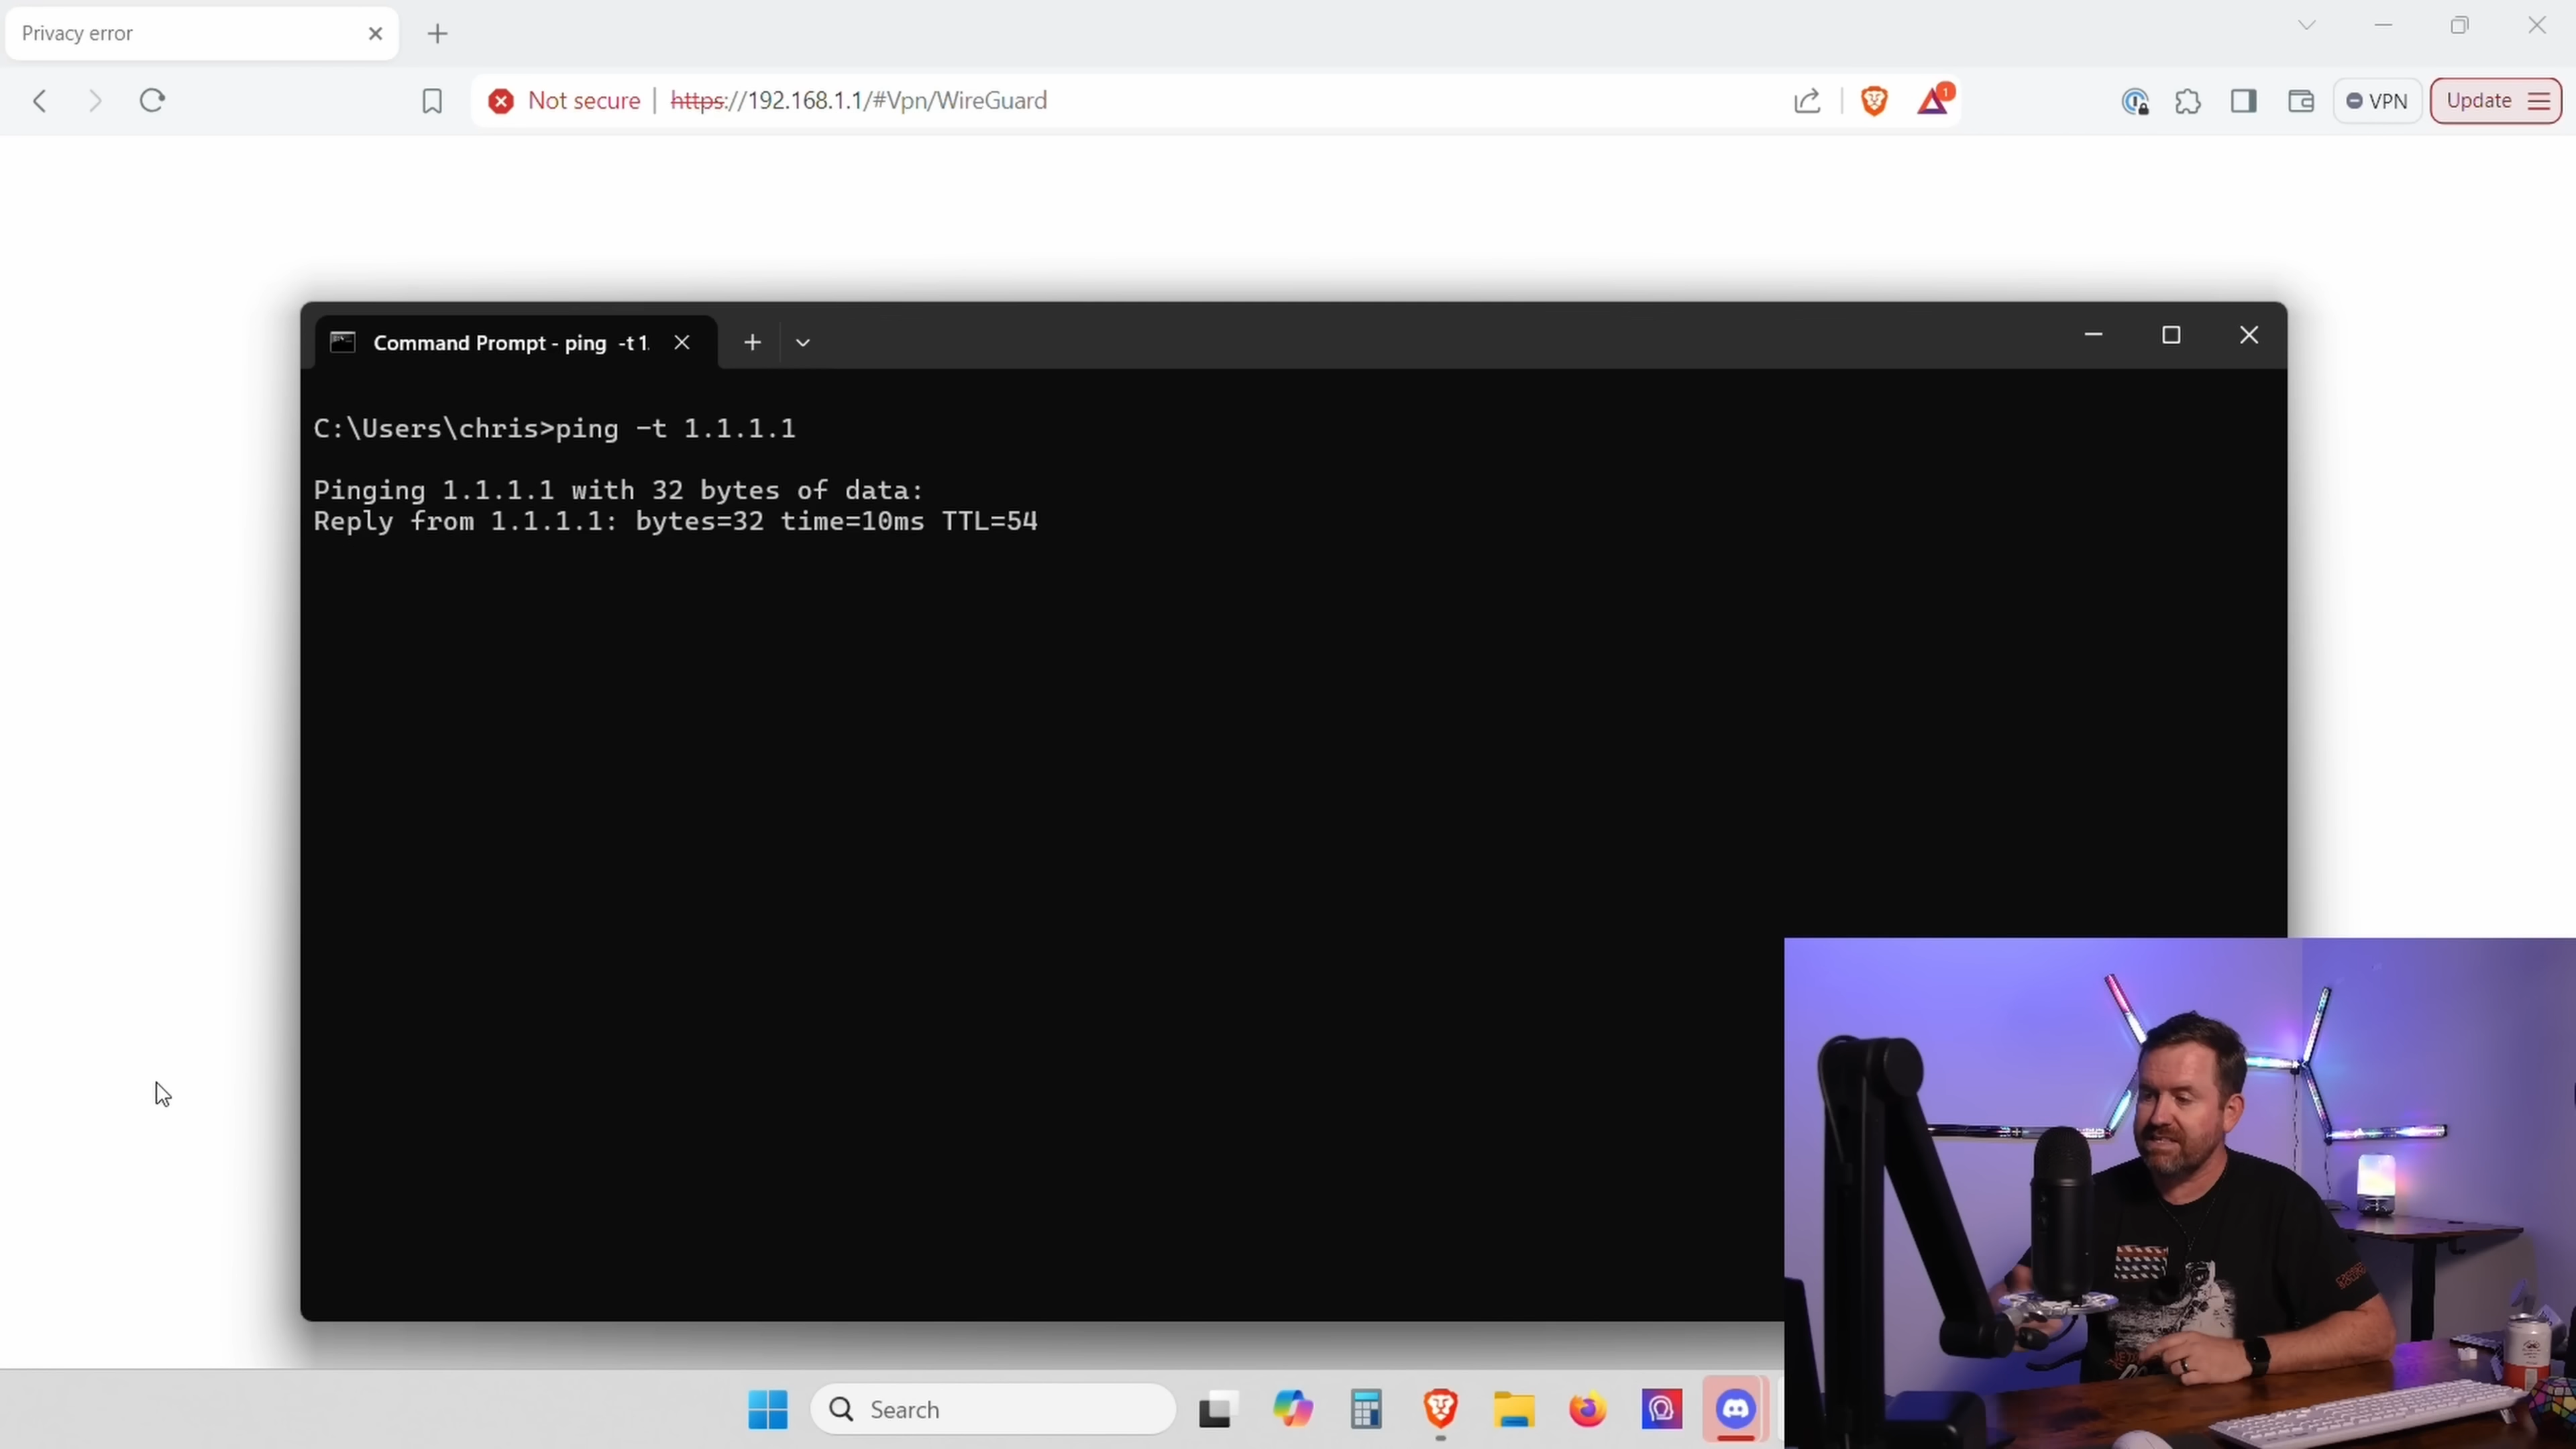 Privacy error
Not secure
https://192.168.1.1/#Vpn/WireGuard
1
VPN
Update
Command Prompt - ping -t 1.
C:\Users\chris>ping -t 1.1.1.1
Pinging 1.1.1.1 with 32 bytes of data:
Reply from 1.1.1.1: bytes=32 time=10ms TTL=54
Search